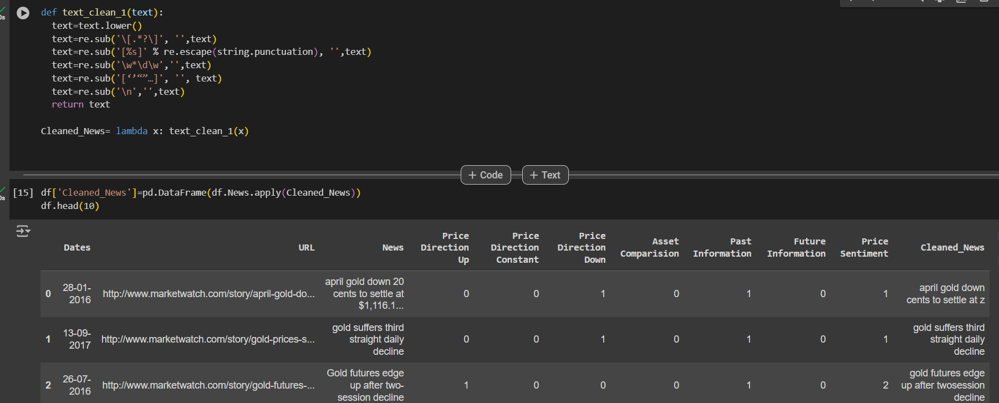 0s
def text_clean_1(text):
text=text.lower()
text=re.sub('\[.*?\]', '',text)
text=re.sub('[%s]' % re.escape(string.punctuation), '',text)
text=re.sub('\w*\d\w','',text)
text=re.sub('[‘’“”…]', '', text)
text=re.sub('\n','',text)
return text
Cleaned_News= lambda x: text_clean_1(x)
+ Code + Text
0s
[15] df['Cleaned_News']=pd.DataFrame(df.News.apply(Cleaned_News))
df.head(10)
Dates URL News Price Direction Up Price Direction Constant Price Direction Down Asset Comparision Past Information Future Information Price Sentiment Cleaned_News
0 28-01-2016 http://www.marketwatch.com/story/april-gold-do... april gold down 20 cents to settle at $1,116.1... 0 0 1 0 1 0 1 april gold down cents to settle at z
1 13-09-2017 http://www.marketwatch.com/story/gold-prices-s... gold suffers third straight daily decline 0 0 1 0 1 0 1 gold suffers third straight daily decline
2 26-07-2016 http://www.marketwatch.com/story/gold-futures-... Gold futures edge up after two-session decline 1 0 0 0 1 0 2 gold futures edge up after twosession decline